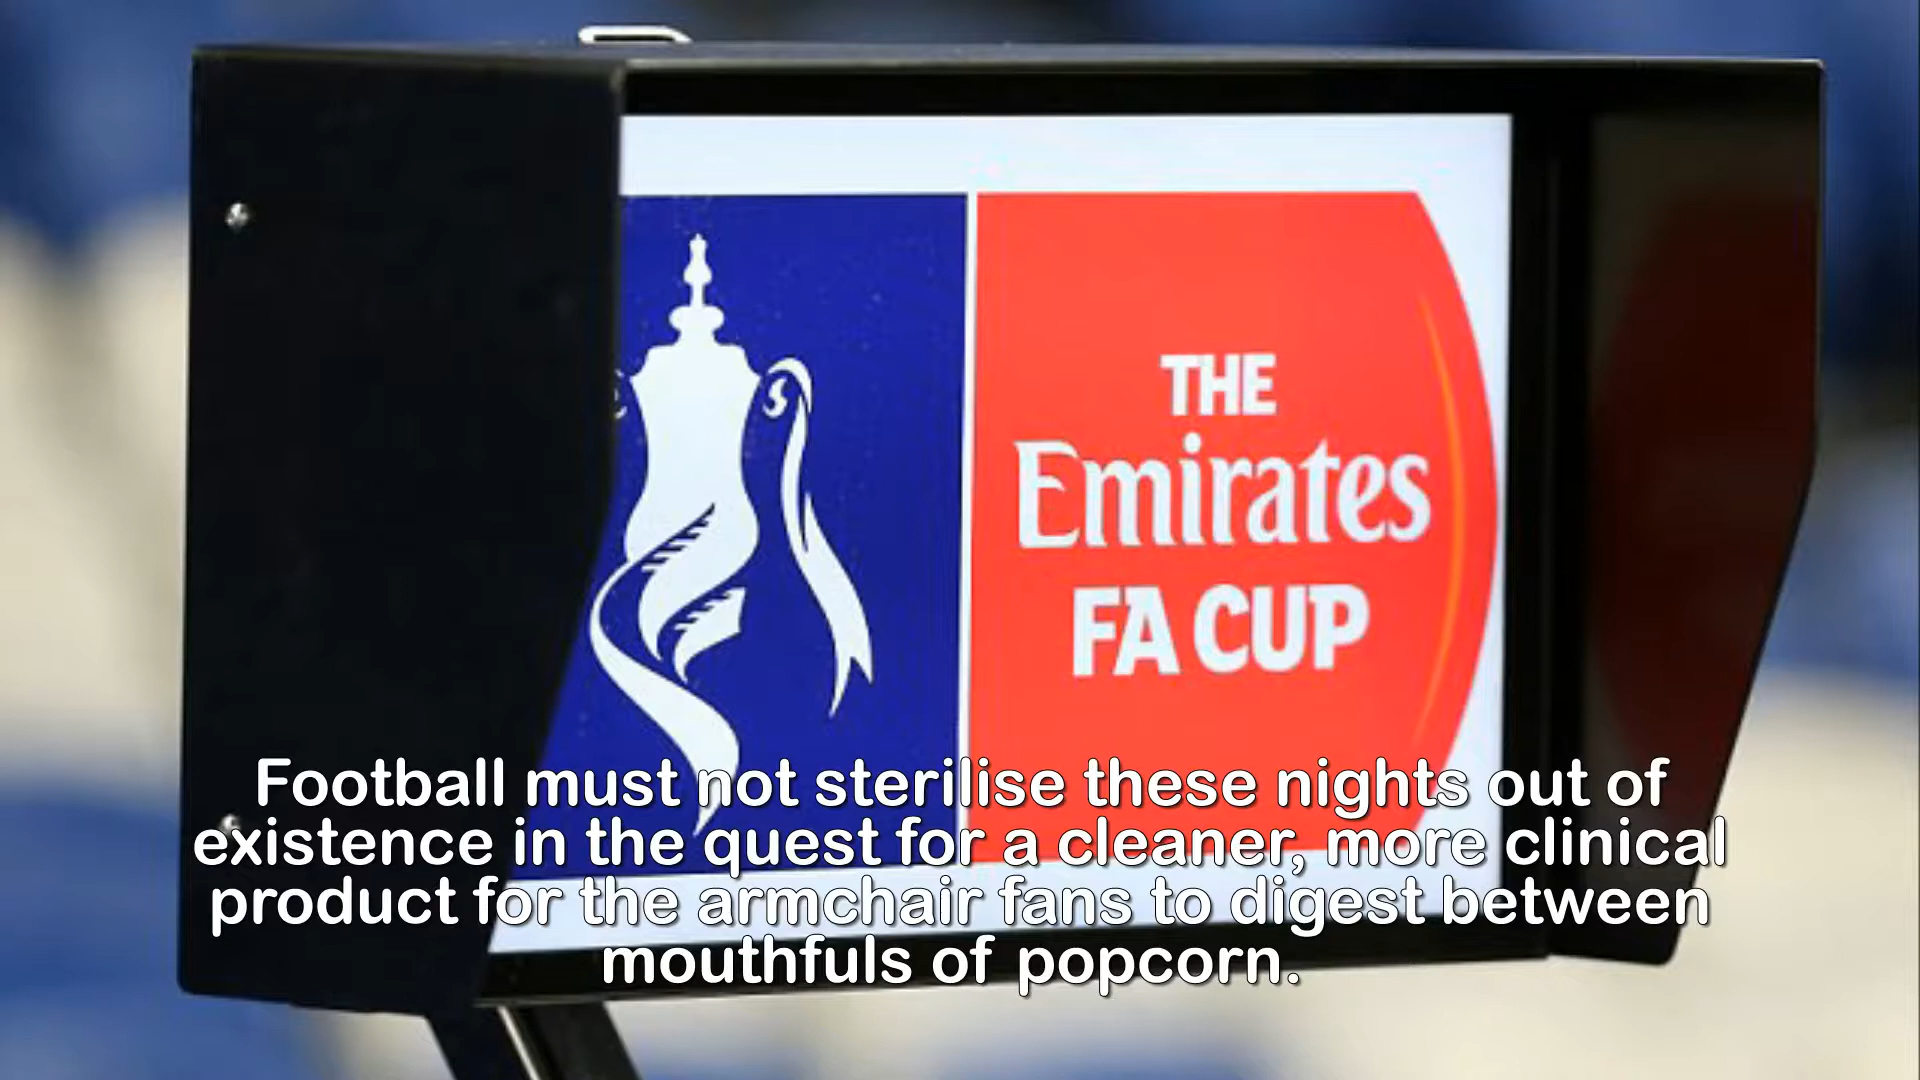 THE
Emirates
FA CUP
Football must not sterilise these nights out of
existence in the quest for a cleaner, more clinical
product for the armchair fans to digest between
mouthfuls of popcorn.